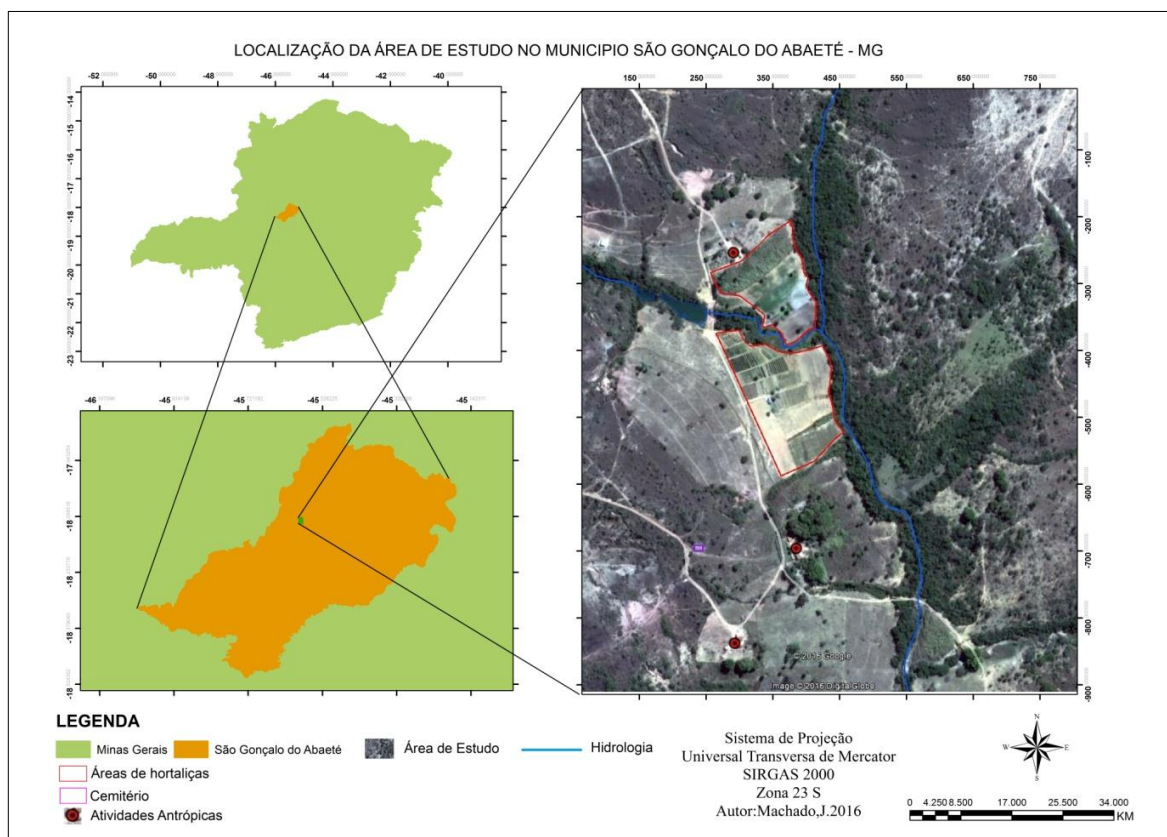 LOCALIZAÇÃO DA ÁREA DE ESTUDO NO MUNICIPIO SÃO GONÇALO DO ABAETÉ - MG
-52 -50 -48 -46 -44 -42 -40
-14
-15
-16
-17
-18
-19
-20
-21
-22
-23
150 250 350 450 550 650 750
-100
-200
-300
-400
-500
-600
-700
-800
-900
-46 -45 -45 -45 -45 -45
-17
-18
-18
-18
-18
© 2016 Google
Image © 2016 DigitalGlobe
LEGENDA
Minas Gerais
São Gonçalo do Abaeté
Área de Estudo
Hidrologia
Áreas de hortaliças
Cemitério
Atividades Antrópicas
Sistema de Projeção
Universal Transversa de Mercator
SIRGAS 2000
Zona 23 S
Autor:Machado,J.2016
N
W E
S
0 4.250 8.500 17.000 25.500 34.000
KM